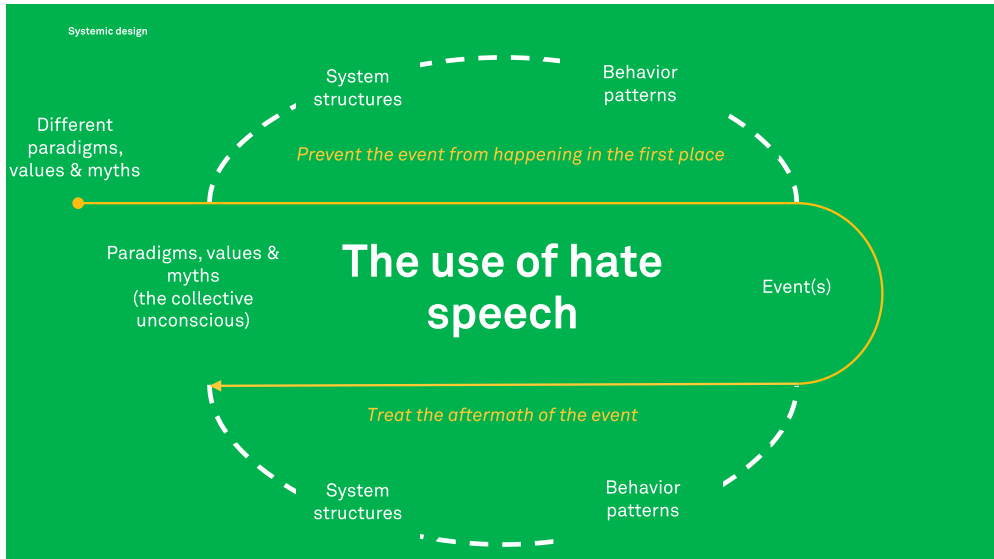 Systemic design
System
structures
Behavior
patterns
Different
paradigms,
values & myths
Prevent the event from happening in the first place
Paradigms, values &
myths
(the collective
unconscious)
The use of hate
speech
Event(s)
Treat the aftermath of the event
System
structures
Behavior
patterns